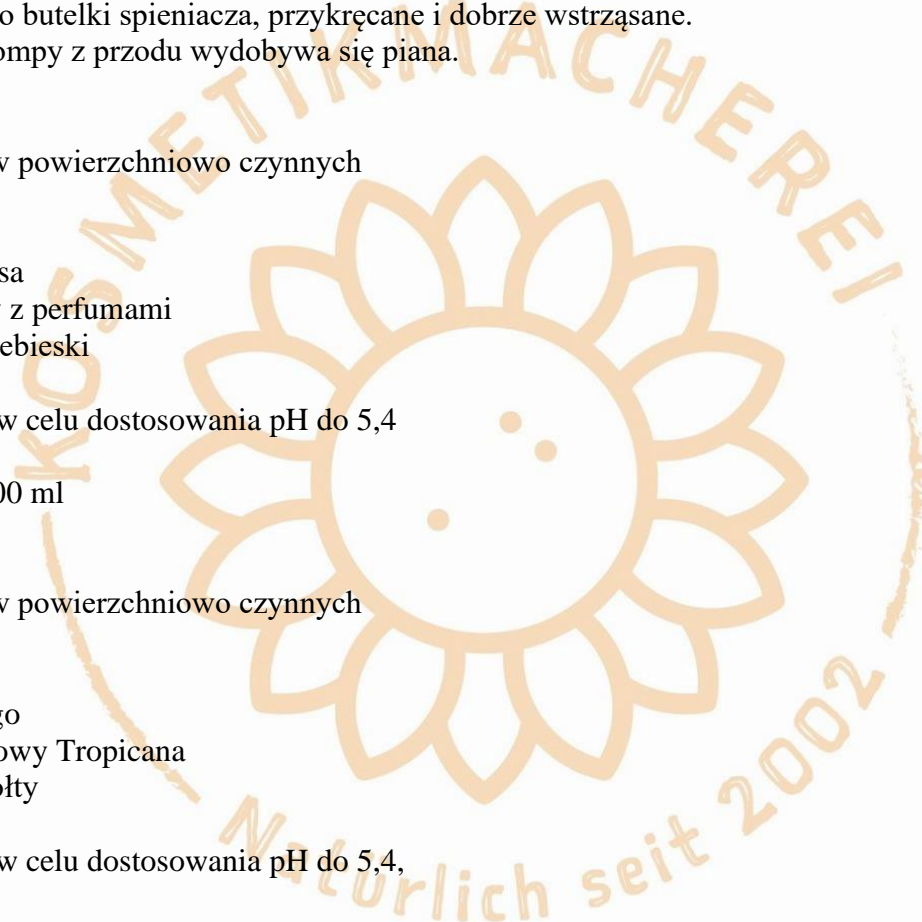 o butelki spieniacza, przykręcane i dobrze wstrząsane.
ompy z przodu wydobywa się piana.
KOSMETIKMACHEREI
w powierzchniowo czynnych
sa
z perfumami
ebieski
w celu dostosowania pH do 5,4
00 ml
w powierzchniowo czynnych
go
owy Tropicana
ółty
w celu dostosowania pH do 5,4,
Natürlich seit 2002